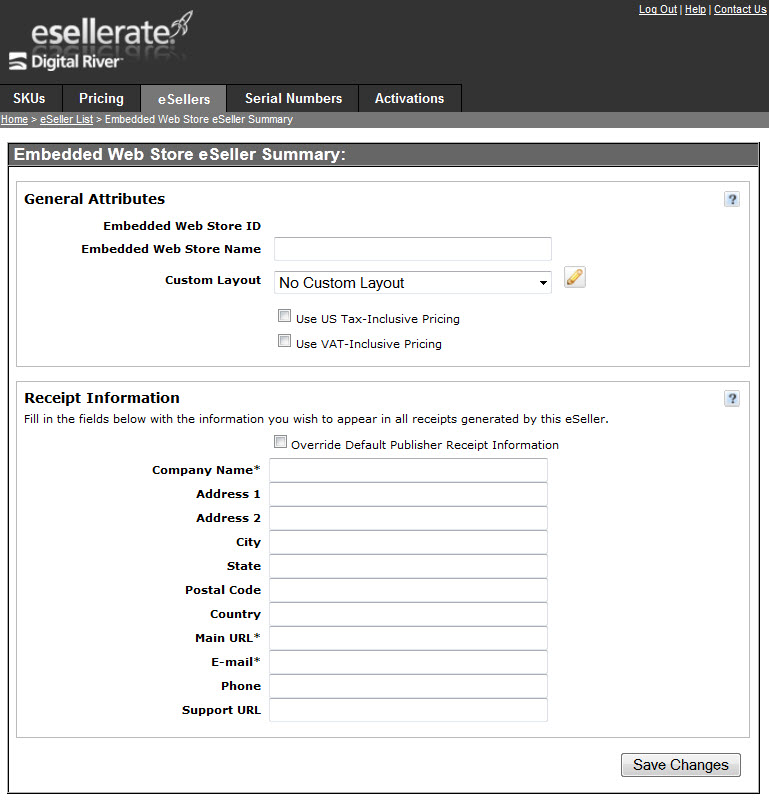 Log Out | Help | Contact Us
esellerate
Digital River
SKUs Pricing eSellers Serial Numbers Activations
Home > eSeller List > Embedded Web Store eSeller Summary
Embedded Web Store eSeller Summary:
General Attributes ?
Embedded Web Store ID
Embedded Web Store Name
Custom Layout No Custom Layout
Use US Tax-Inclusive Pricing
Use VAT-Inclusive Pricing
Receipt Information ?
Fill in the fields below with the information you wish to appear in all receipts generated by this eSeller.
Override Default Publisher Receipt Information
Company Name*
Address 1
Address 2
City
State
Postal Code
Country
Main URL*
E-mail*
Phone
Support URL
Save Changes